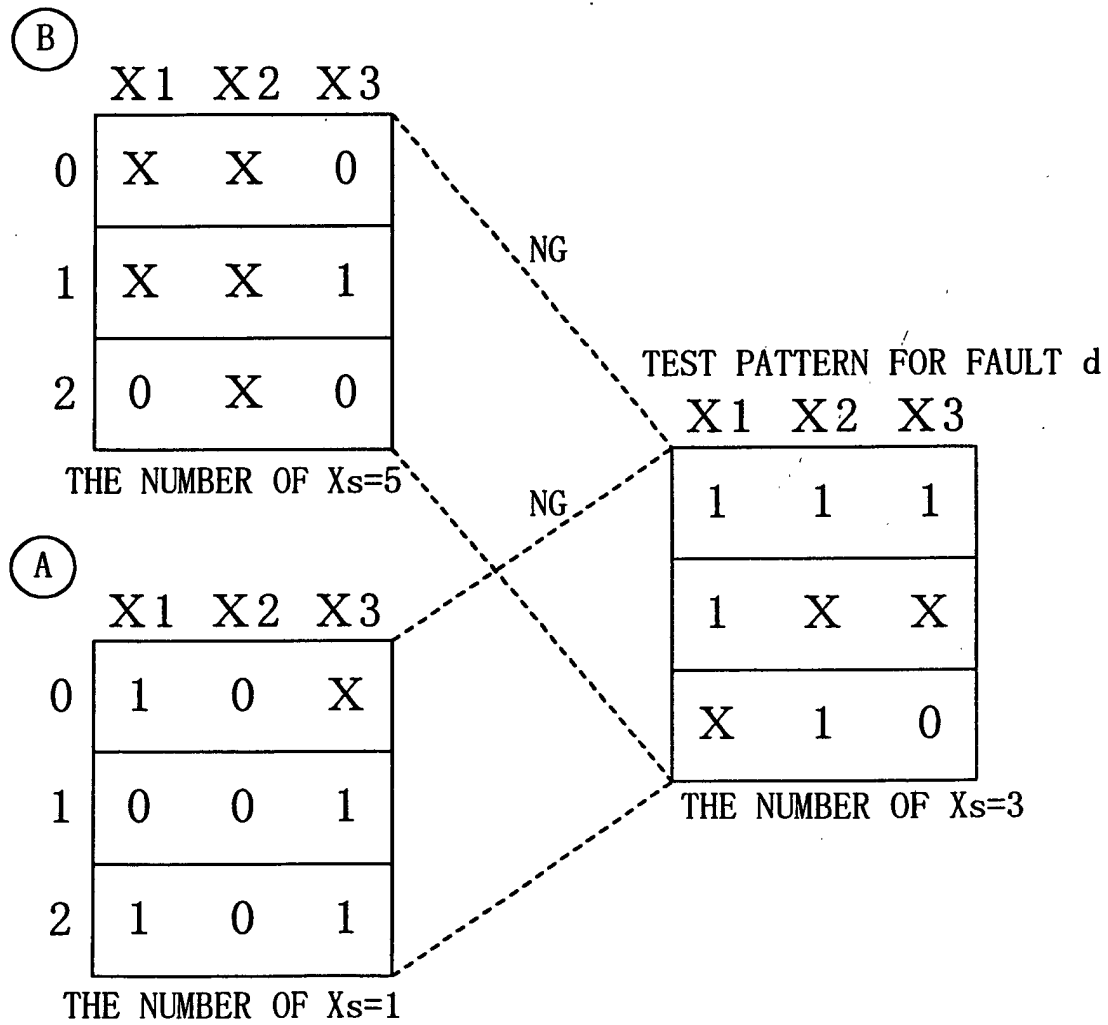 B
X1 X2 X3
0 X X 0
1 X X 1
2 0 X 0
THE NUMBER OF Xs=5
NG
NG
A
X1 X2 X3
0 1 0 X
1 0 0 1
2 1 0 1
THE NUMBER OF Xs=1
TEST PATTERN FOR FAULT d
X1 X2 X3
1 1 1
1 X X
X 1 0
THE NUMBER OF Xs=3